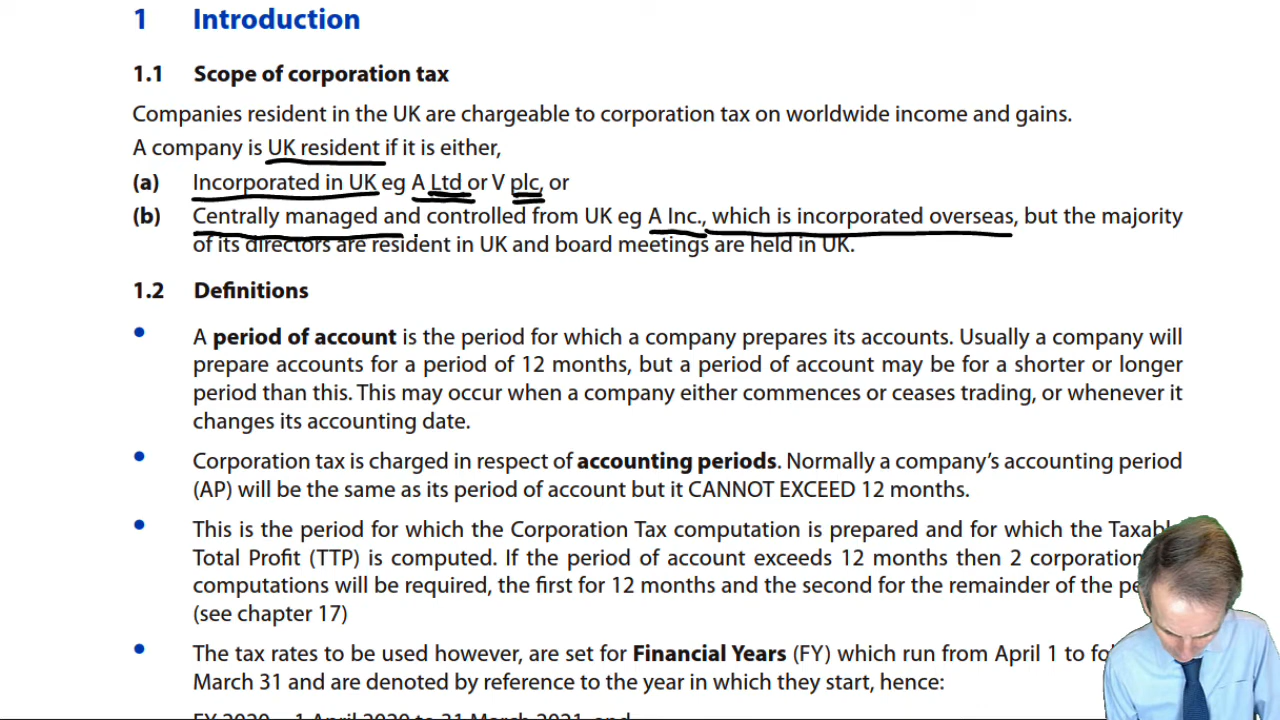 1 Introduction
1.1 Scope of corporation tax
Companies resident in the UK are chargeable to corporation tax on worldwide income and gains.
A company is UK resident if it is either,
(a) Incorporated in UK eg A Ltd or V plc, or
(b) Centrally managed and controlled from UK eg A Inc., which is incorporated overseas, but the majority
of its directors are resident in UK and board meetings are held in UK.
1.2 Definitions
• A period of account is the period for which a company prepares its accounts. Usually a company will
prepare accounts for a period of 12 months, but a period of account may be for a shorter or longer
period than this. This may occur when a company either commences or ceases trading, or whenever it
changes its accounting date.
• Corporation tax is charged in respect of accounting periods. Normally a company's accounting period
(AP) will be the same as its period of account but it CANNOT EXCEED 12 months.
• This is the period for which the Corporation Tax computation is prepared and for which the
Total Profit (TTP) is computed. If the period of account exceeds 12 months then 2 corporation
computations will be required, the first for 12 months and the second for the remainder of the
(see chapter 17)
• The tax rates to be used however, are set for Financial Years (FY) which run from April 1 to
March 31 and are denoted by reference to the year in which they start, hence:
FY 2020 – 1 April 2020 to 31 March 2021, and